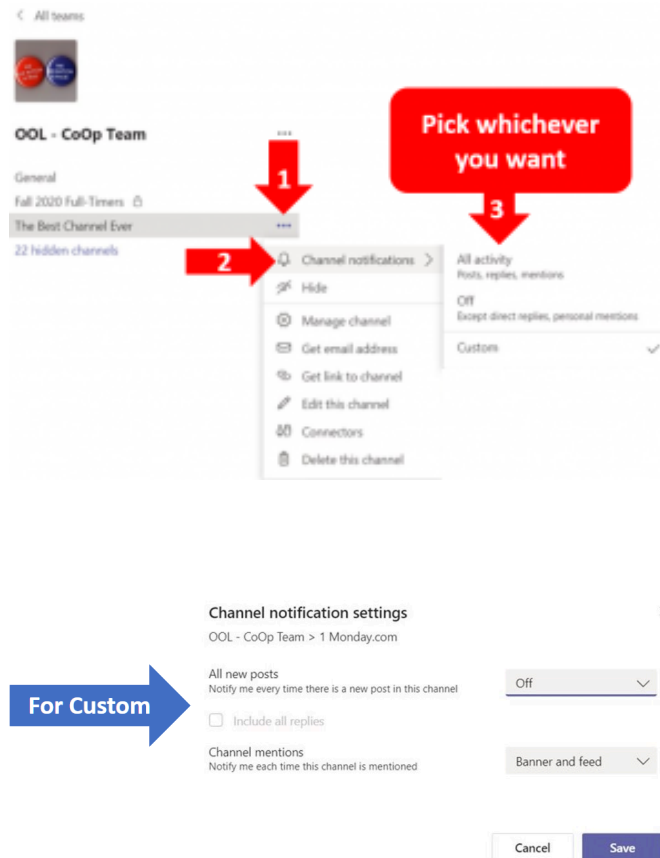 All teams
OOL - CoOp Team
General
Fall 2020 Full-Timers
The Best Channel Ever
22 hidden channels
1
2
Pick whichever
you want
3
Channel notifications
Hide
Manage channel
Get email address
Get link to channel
Edit this channel
Connectors
Delete this channel
All activity
Posts, replies, mentions
Off
Except direct replies, personal mentions
Custom
For Custom
Channel notification settings
OOL - CoOp Team > 1 Monday.com
All new posts
Notify me every time there is a new post in this channel
Off
Include all replies
Channel mentions
Notify me each time this channel is mentioned
Banner and feed
Cancel
Save